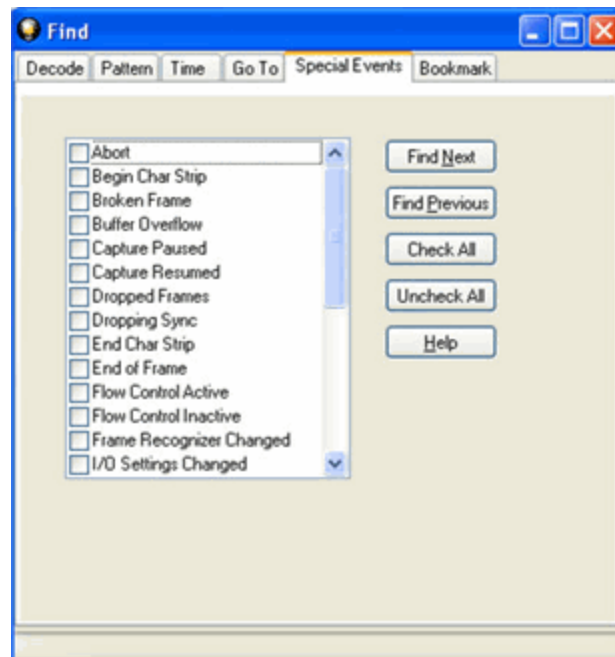 Find
Decode Pattern Time Go To Special Events Bookmark
Abort
Begin Char Strip
Broken Frame
Buffer Overflow
Capture Paused
Capture Resumed
Dropped Frames
Dropping Sync
End Char Strip
End of Frame
Flow Control Active
Flow Control Inactive
Frame Recognizer Changed
I/O Settings Changed
Find Next
Find Previous
Check All
Uncheck All
Help